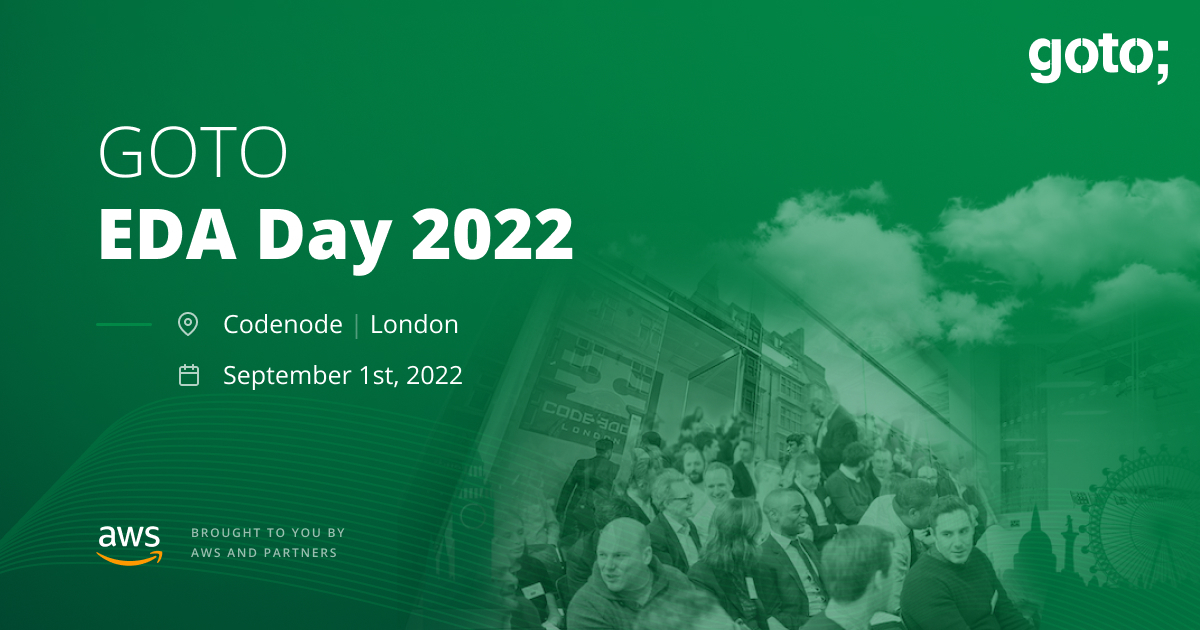 goto;
GOTO
EDA Day 2022
Codenode | London
September 1st, 2022
LONDON
aws
BROUGHT TO YOU BY
AWS AND PARTNERS